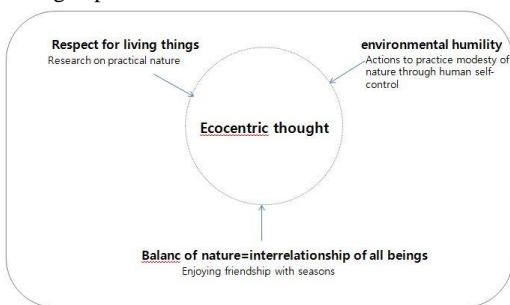 Respect for living things
Research on practical nature
environmental humility
Actions to practice modesty of
nature through human self-
control
Ecocentric thought
Balanc of nature=interrelationship of all beings
Enjoying friendship with seasons